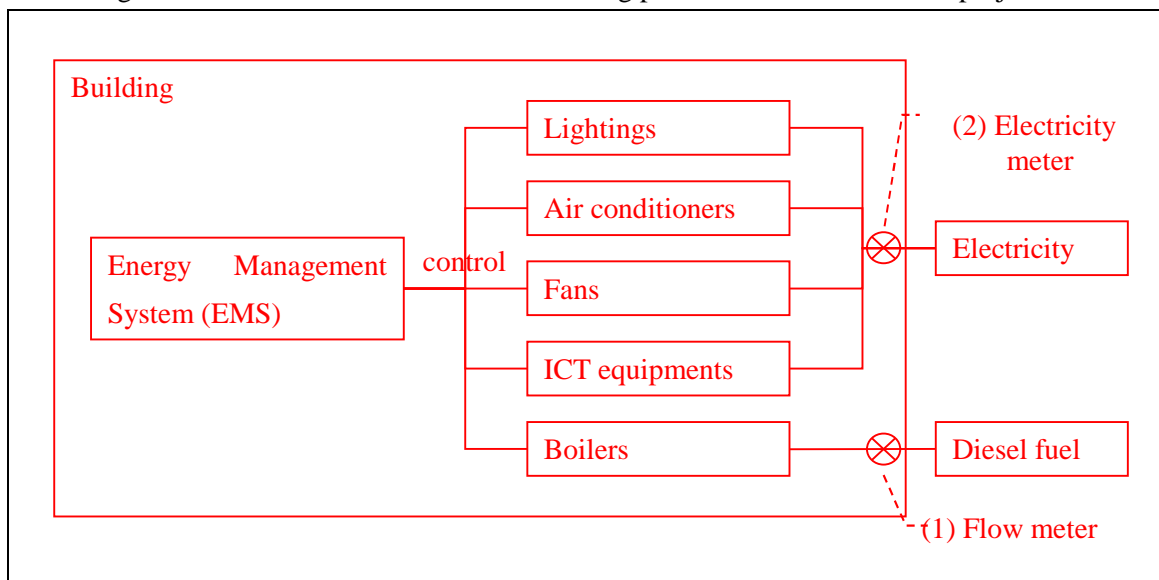 Building
Lightings
(2) Electricity
meter
Air conditioners
Energy Management
System (EMS)
control
Electricity
Fans
ICT equipments
Boilers
Diesel fuel
(1) Flow meter